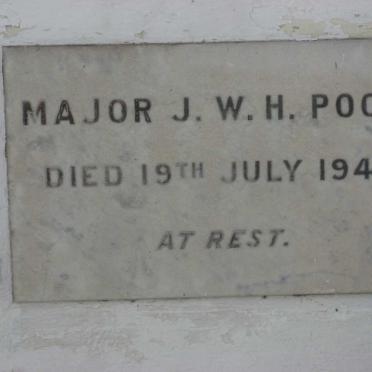 MAJOR J. W. H. POO
DIED 19TH JULY 194
AT REST.